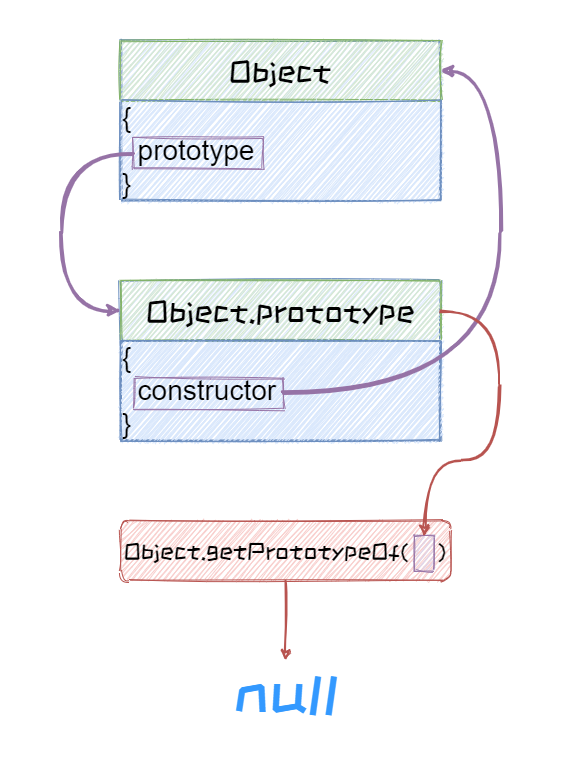 Object
{
prototype
}
Object.prototype
{
constructor
}
Object.getPrototypeOf( )
null